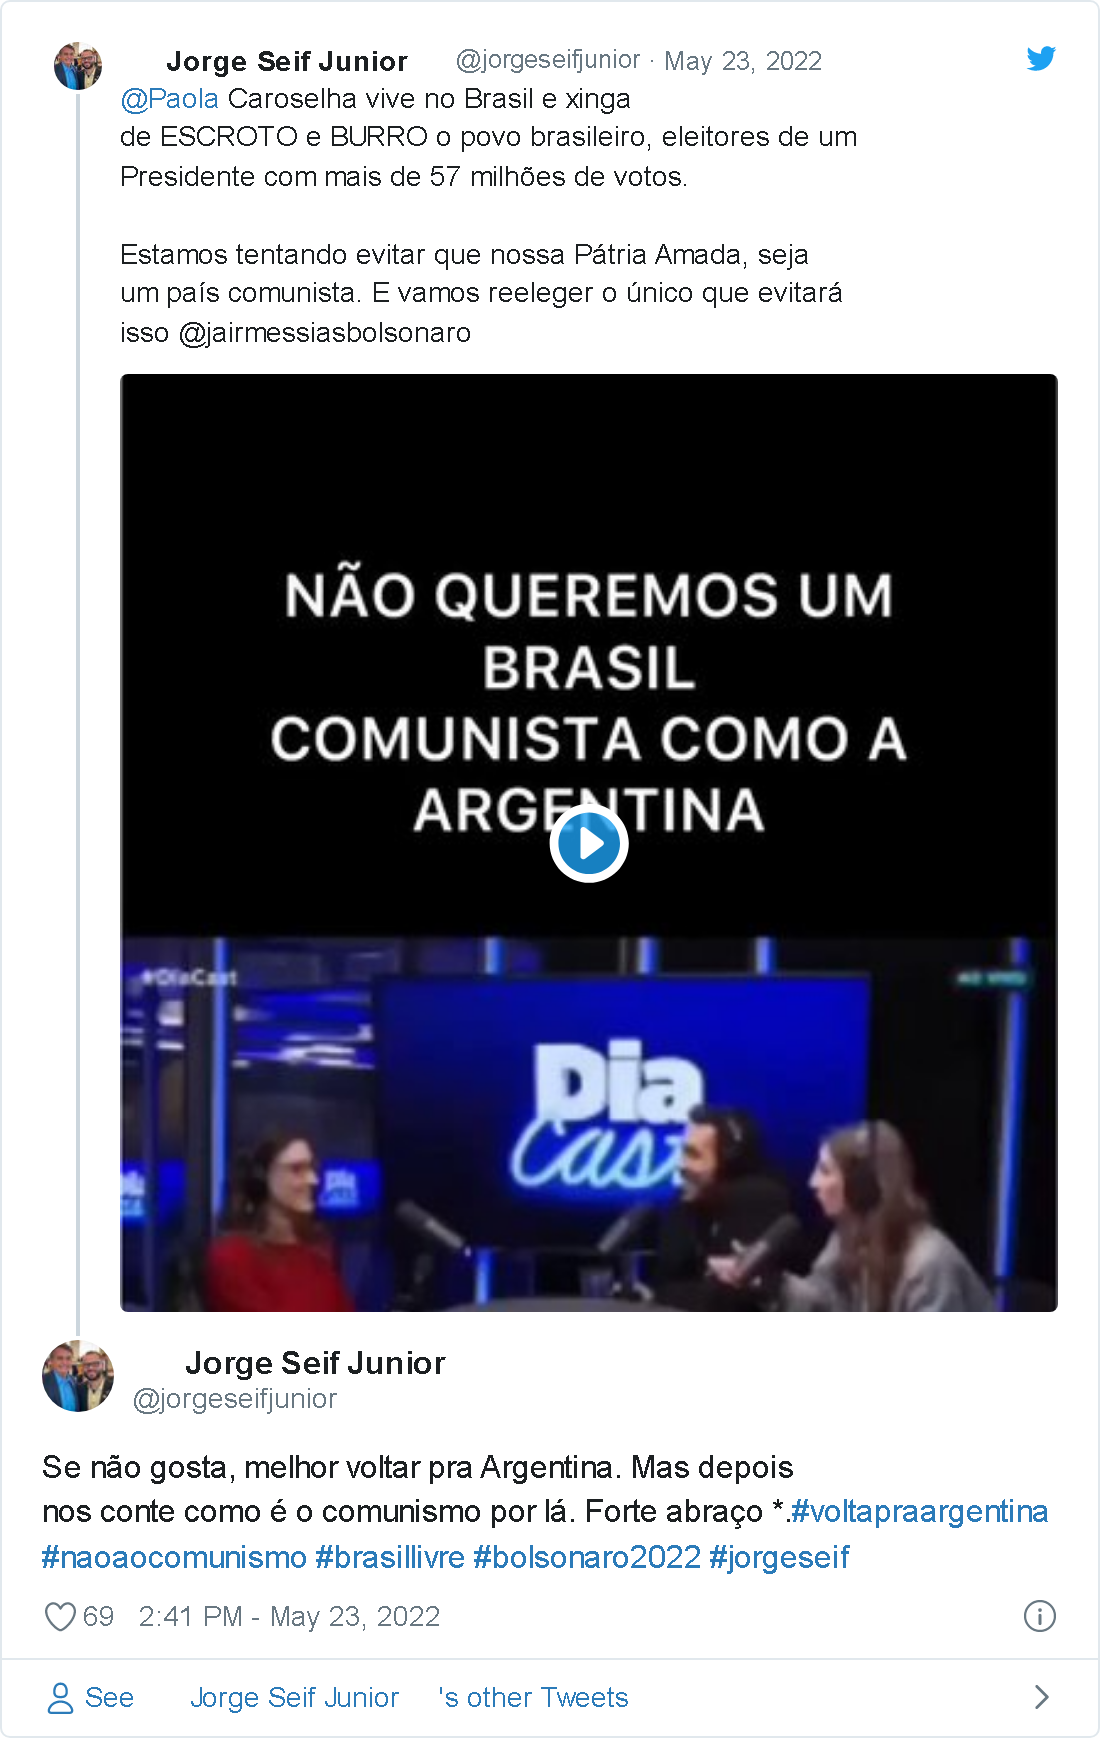 Jorge Seif Junior @jorgeseifjunior · May 23, 2022
@Paola Caroselha vive no Brasil e xinga
de ESCROTO e BURRO o povo brasileiro, eleitores de um
Presidente com mais de 57 milhões de votos.
Estamos tentando evitar que nossa Pátria Amada, seja
um país comunista. E vamos reeleger o único que evitará
isso @jairmessiasbolsonaro
NÃO QUEREMOS UM
BRASIL
COMUNISTA COMO A
ARGENTINA
#DiaCast
AO VIVO
Dia
Cast
Jorge Seif Junior
@jorgeseifjunior
Se não gosta, melhor voltar pra Argentina. Mas depois
nos conte como é o comunismo por lá. Forte abraço *.#voltapraargentina
#naoaocomunismo #brasillivre #bolsonaro2022 #jorgeseif
69 2:41 PM - May 23, 2022
See Jorge Seif Junior 's other Tweets